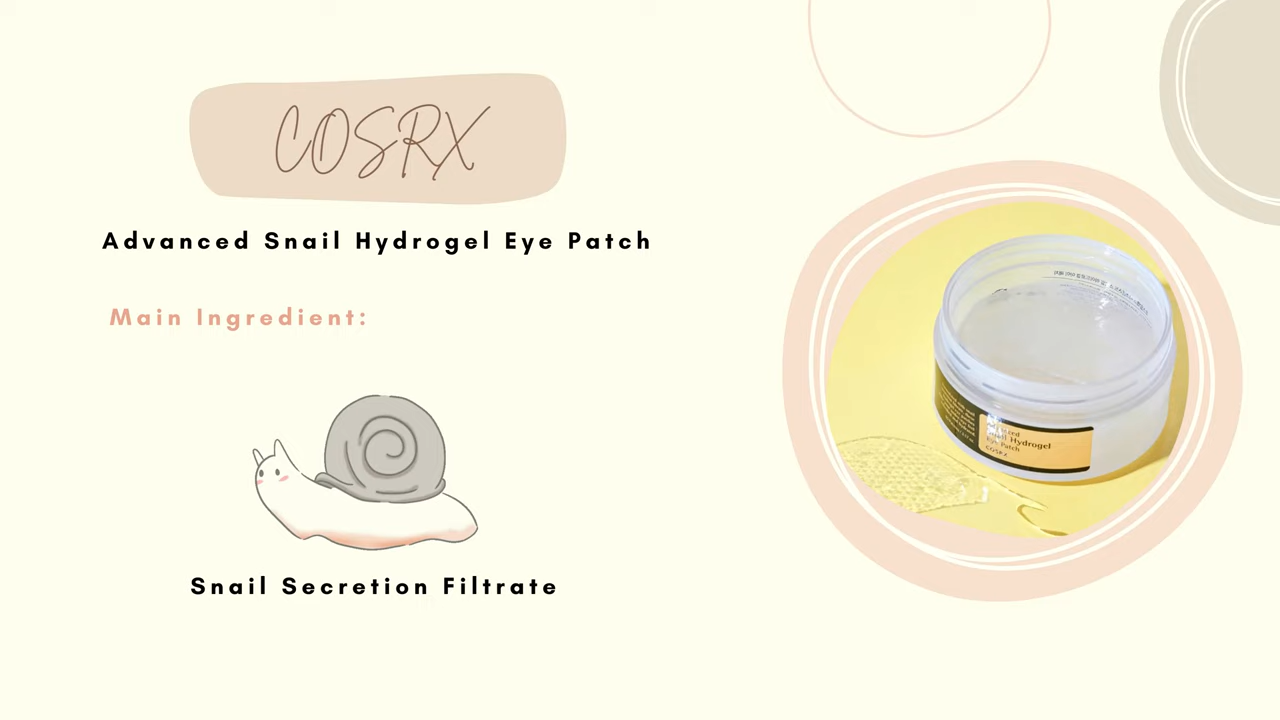 COSRX
Advanced Snail Hydrogel Eye Patch
Main Ingredient:
Snail Secretion Filtrate
Snail Hydrogel
Eye Patch
COSRX